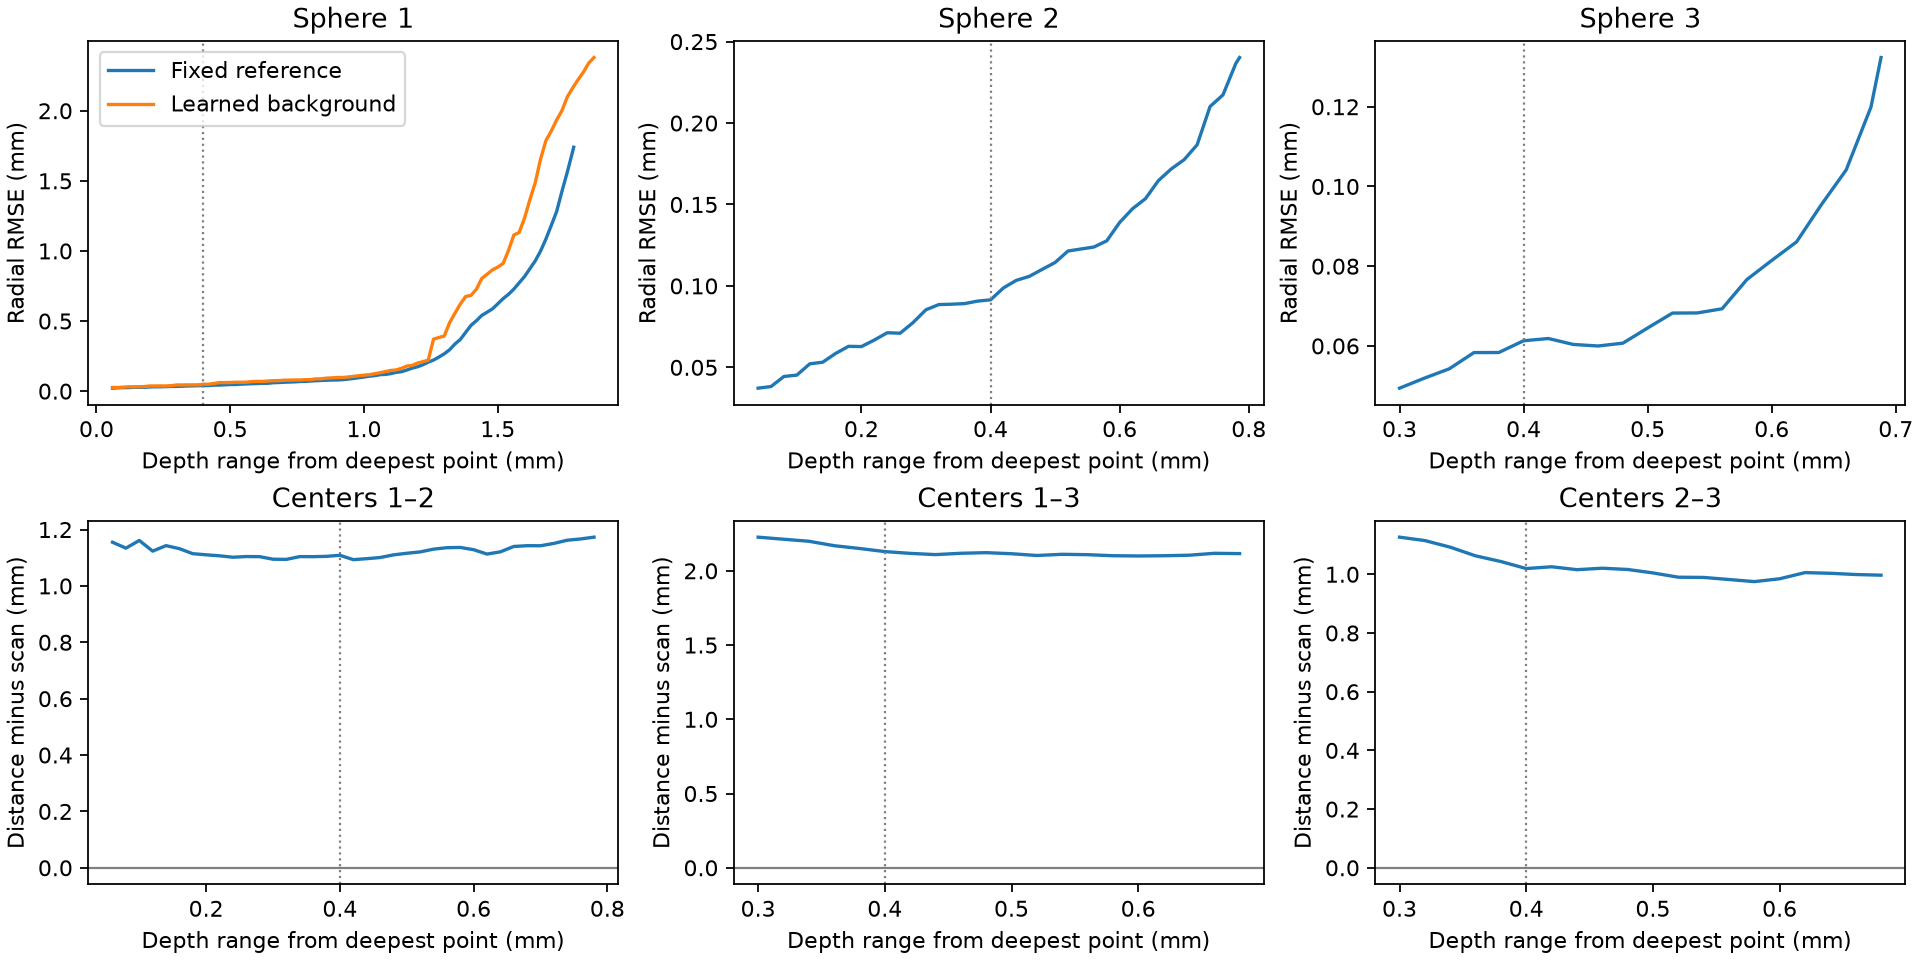 Sphere 1
Sphere 2
Sphere 3
Fixed reference
Learned background
Radial RMSE (mm)
2.0
1.5
1.0
0.5
0.0
0.0 0.5 1.0 1.5
Depth range from deepest point (mm)
Radial RMSE (mm)
0.25
0.20
0.15
0.10
0.05
0.2 0.4 0.6 0.8
Depth range from deepest point (mm)
Radial RMSE (mm)
0.12
0.10
0.08
0.06
0.3 0.4 0.5 0.6 0.7
Depth range from deepest point (mm)
Centers 1–2
Distance minus scan (mm)
1.2
1.0
0.8
0.6
0.4
0.2
0.0
0.2 0.4 0.6 0.8
Depth range from deepest point (mm)
Centers 1–3
Distance minus scan (mm)
2.0
1.5
1.0
0.5
0.0
0.3 0.4 0.5 0.6
Depth range from deepest point (mm)
Centers 2–3
Distance minus scan (mm)
1.0
0.8
0.6
0.4
0.2
0.0
0.3 0.4 0.5 0.6
Depth range from deepest point (mm)